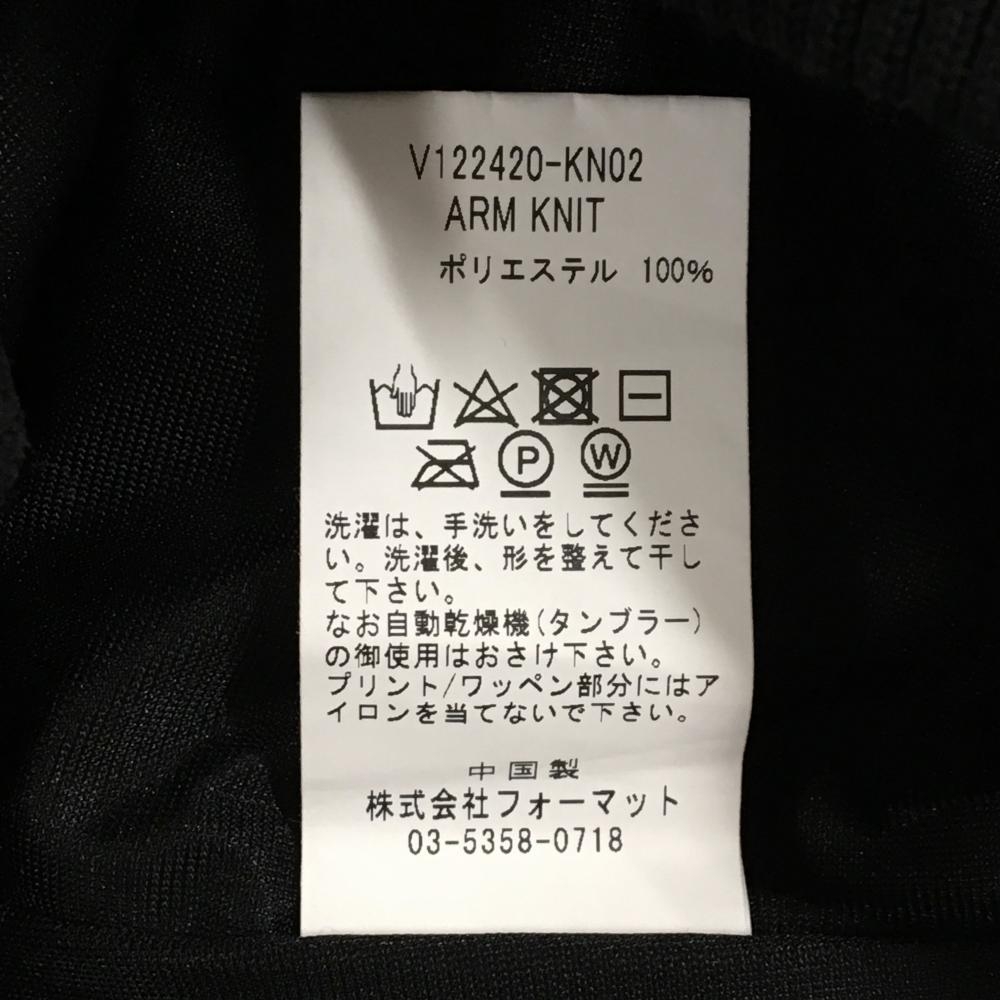 V122420-KN02
ARM KNIT
ポリエステル 100%
P W
洗濯は、手洗いをしてくださ
い。洗濯後、形を整えて干し
て下さい。
なお自動乾燥機(タンブラー)
の御使用はおさけ下さい。
プリント/ワッペン部分にはア
イロンを当てないで下さい。
中国製
株式会社フォーマット
03-5358-0718